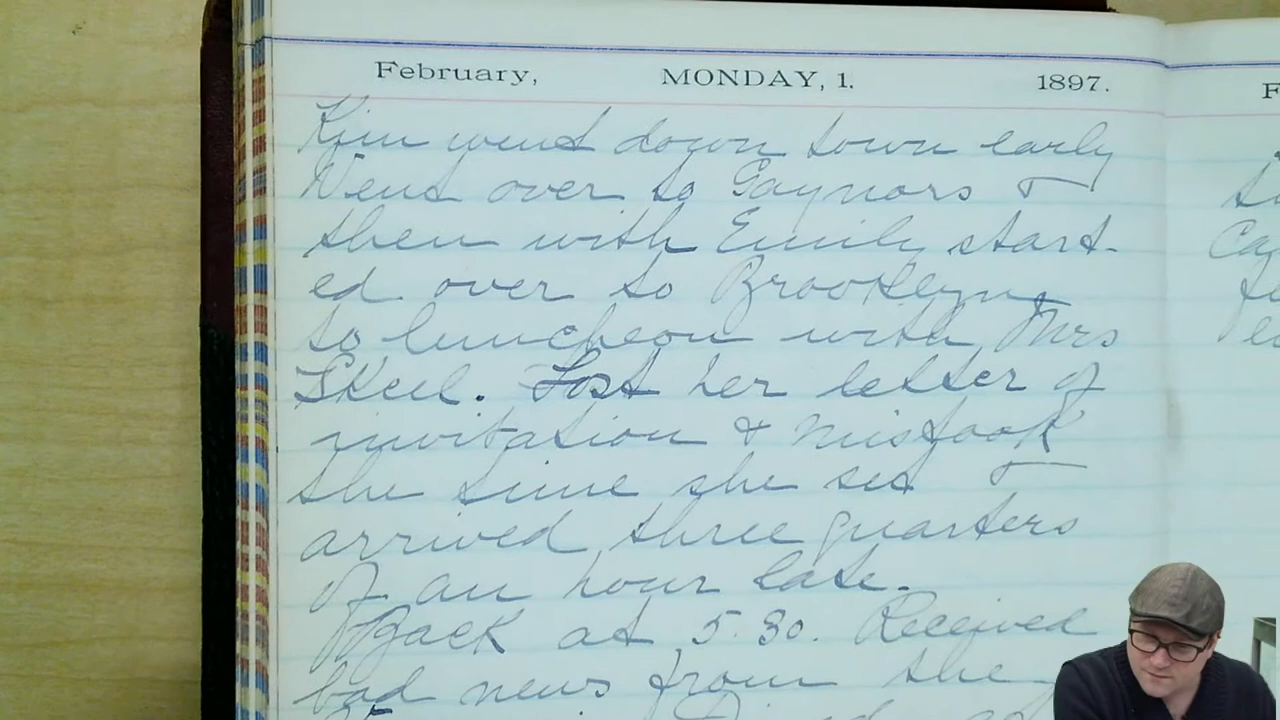 February, MONDAY, 1. 1897.
Kim went down town early
Went over to Gaynors &
then with Emily start-
ed over to Brooklyn
to luncheon with Mrs
Skeel. Lost her letter of
invitation & mistook
the time she set &
arrived three quarters
of an hour late.
Back at 5.30. Received
bad news from the